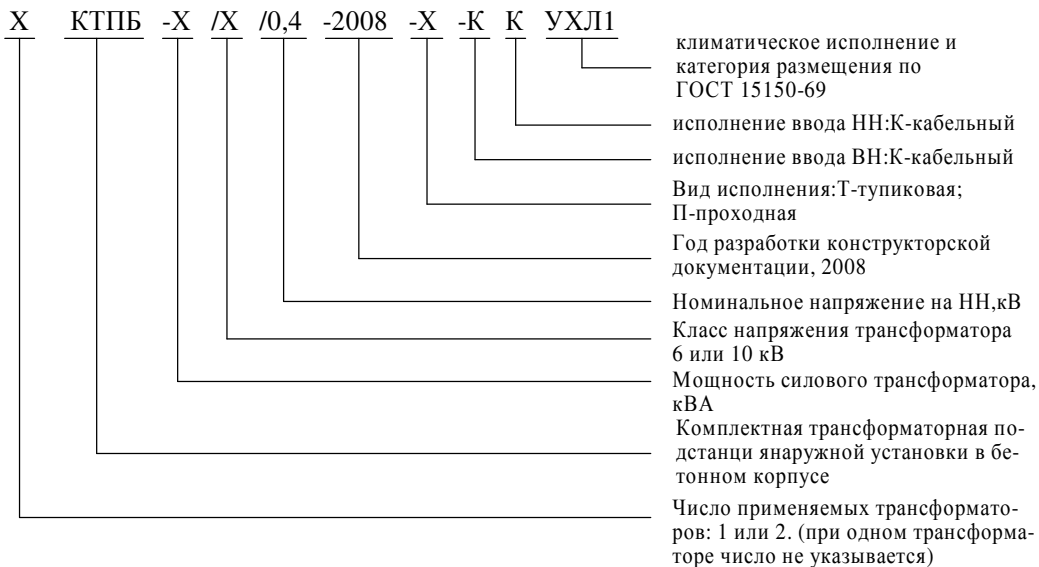 Х КТПБ -Х /Х /0,4 -2008 -Х -К К УХЛ1
климатическое исполнение и
категория размещения по
ГОСТ 15150-69
исполнение ввода НН:К-кабельный
исполнение ввода ВН:К-кабельный
Вид исполнения:Т-тупиковая;
П-проходная
Год разработки конструкторской
документации, 2008
Номинальное напряжение на НН,кВ
Класс напряжения трансформатора
6 или 10 кВ
Мощность силового трансформатора,
кВА
Комплектная трансформаторная по-
дстанци янаружной установки в бе-
тонном корпусе
Число применяемых трансформато-
ров: 1 или 2. (при одном трансформа-
торе число не указывается)